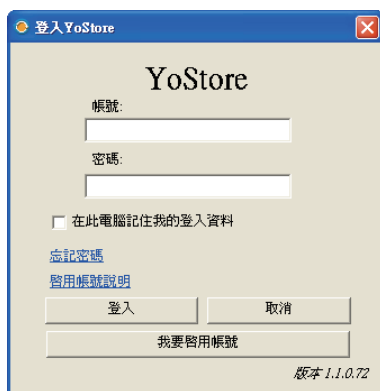 登入YoStore
YoStore
帳號:
密碼:
在此電腦記住我的登入資料
忘記密碼
啓用帳號說明
登入 取消
我要啓用帳號
版本 1.1.0.72